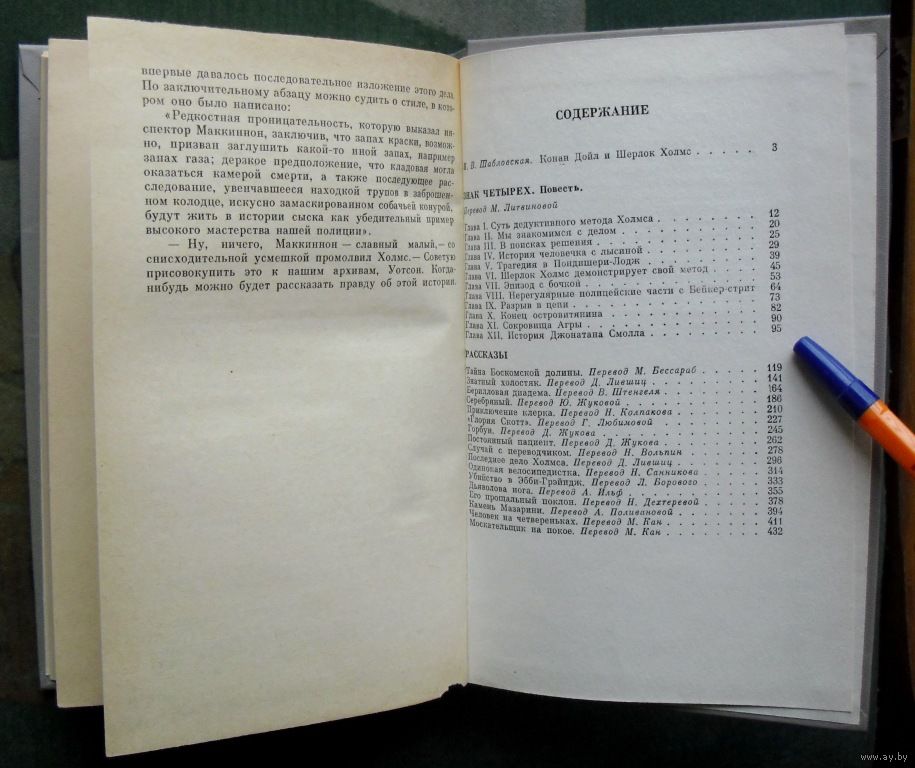 впервые давалось последовательное изложение этого дела.
По заключительному абзацу можно судить о стиле, в кото-
ром оно было написано:
«Редкостная проницательность, которую выказал ин-
спектор Маккиннон, заключив, что запах краски, возмож-
но, призван заглушить какой-то иной запах, например
запах газа; дерзкое предположение, что кладовая могла
оказаться камерой смерти, а также последующее рас-
следование, увенчавшееся находкой трупов в заброшен-
ном колодце, искусно замаскированном собачьей конурой,
будут жить в истории сыска как убедительный пример
высокого мастерства нашей полиции».
— Ну, ничего, Маккиннон — славный малый,— со
снисходительной усмешкой промолвил Холмс.— Советую
присовокупить это к нашим архивам, Уотсон. Когда-
нибудь можно будет рассказать правду об этой истории.
СОДЕРЖАНИЕ
В. Шабловская. Конан Дойл и Шерлок Холмс . . . . . 3
ЗНАК ЧЕТЫРЕХ. Повесть.
Перевод М. Литвиновой
Глава I. Суть дедуктивного метода Холмса . . . . . . . 12
Глава II. Мы знакомимся с делом . . . . . . . . . 20
Глава III. В поисках решения . . . . . . . . . . 25
Глава IV. История человечка с лысиной . . . . . . . 29
Глава V. Трагедия в Пондишери-Лодж . . . . . . . 39
Глава VI. Шерлок Холмс демонстрирует свой метод . . . . 45
Глава VII. Эпизод с бочкой . . . . . . . . . . . 53
Глава VIII. Нерегулярные полицейские части с Бейкер-стрит 64
Глава IX. Разрыв в цепи . . . . . . . . . . . . 73
Глава X. Конец островитянина . . . . . . . . . . 82
Глава XI. Сокровища Агры . . . . . . . . . . . 90
Глава XII. История Джонатана Смолла . . . . . . . . 95
РАССКАЗЫ
Тайна Боскомской долины. Перевод М. Бессараб . . . . . 119
Знатный холостяк. Перевод Д. Лившиц . . . . . . . 141
Берилловая диадема. Перевод В. Штенгеля . . . . . . 164
Серебряный. Перевод Ю. Жуковой . . . . . . . . . 186
Приключение клерка. Перевод Н. Колпакова . . . . . . 210
«Глория Скотт». Перевод Г. Любимовой . . . . . . . 227
Горбун. Перевод Д. Жукова . . . . . . . . . . . 245
Постоянный пациент. Перевод Д. Жукова . . . . . . . 262
Случай с переводчиком. Перевод Н. Вольпин . . . . . . 278
Последнее дело Холмса. Перевод Д. Лившиц . . . . . . 296
Одинокая велосипедистка. Перевод Н. Санникова . . . . . 314
Убийство в Эбби-Грэйндж. Перевод Л. Борового . . . . . 333
Дьяволова нога. Перевод А. Ильф . . . . . . . . . 355
Его прощальный поклон. Перевод Н. Дехтеревой . . . . . 378
Камень Мазарини. Перевод А. Поливановой . . . . . . 394
Человек на четвереньках. Перевод М. Кан . . . . . . . 411
Москательщик на покое. Перевод М. Кан . . . . . . . 432
www.ay.by